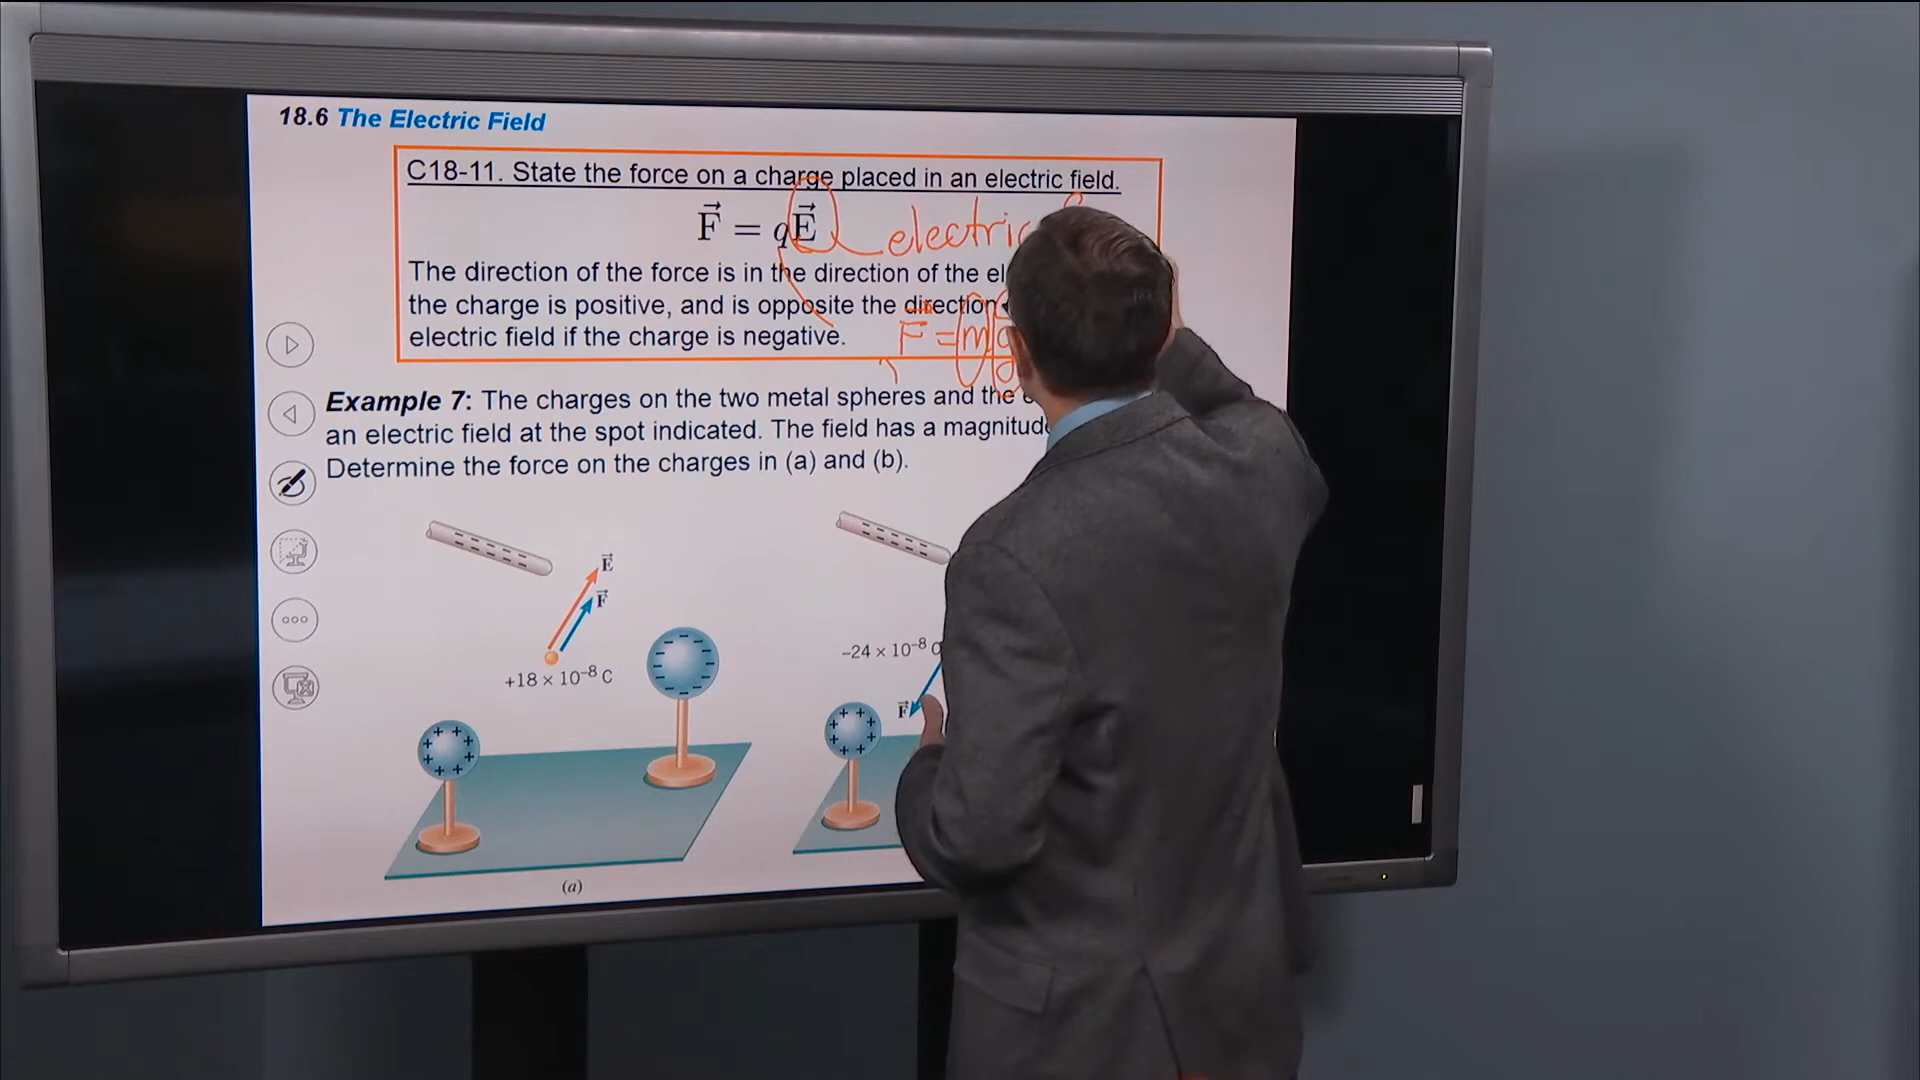 18.6 The Electric Field
C18-11. State the force on a charge placed in an electric field.
F⃗ = qE⃗
electric
The direction of the force is in the direction of the
the charge is positive, and is opposite the direction
F = mg
electric field if the charge is negative.
Example 7: The charges on the two metal spheres and the
an electric field at the spot indicated. The field has a
Determine the force on the charges in (a) and (b).
E⃗
F⃗
+18 × 10⁻⁸ C
−24 × 10⁻⁸ C
F⃗
(a)